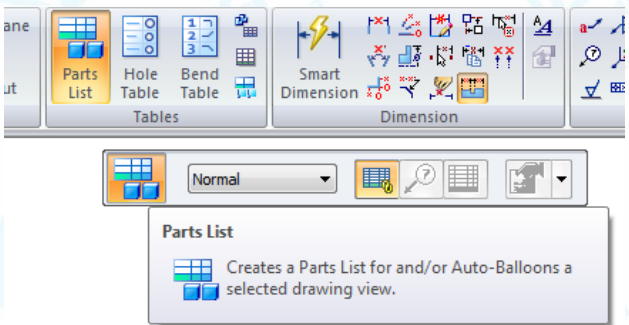 ane
ut
Parts List
Hole Table
Bend Table
Smart Dimension
Tables
Dimension
Normal
Parts List
Creates a Parts List for and/or Auto-Balloons a
selected drawing view.